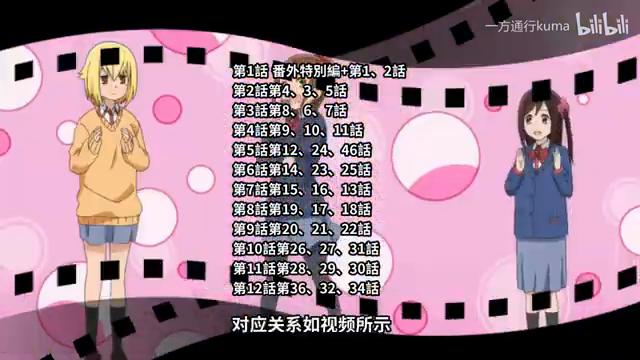 一方通行kuma bilibili
第1話 番外特別編+第1、2話
第2話第4、3、5話
第3話第8、6、7話
第4話第9、10、11話
第5話第12、24、46話
第6話第14、23、25話
第7話第15、16、13話
第8話第19、17、18話
第9話第20、21、22話
第10話第26、27、31話
第11話第28、29、30話
第12話第36、32、34話
对应关系如视频所示